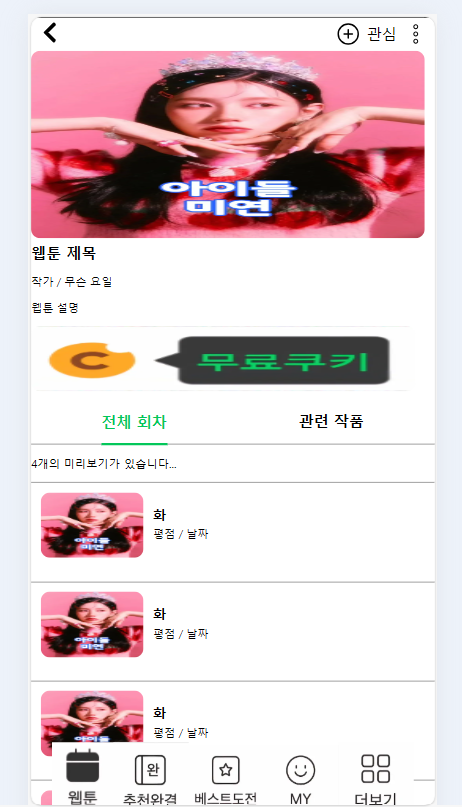 관심
아이들
미연
웹툰 제목
작가 / 무슨 요일
웹툰 설명
C
무료쿠키
전체 회차
관련 작품
4개의 미리보기가 있습니다...
아이들
미연
화
평점 / 날짜
아이들
미연
화
평점 / 날짜
아이들
화
평점 / 날짜
완
웹툰
추천완결
베스트도전
MY
더보기